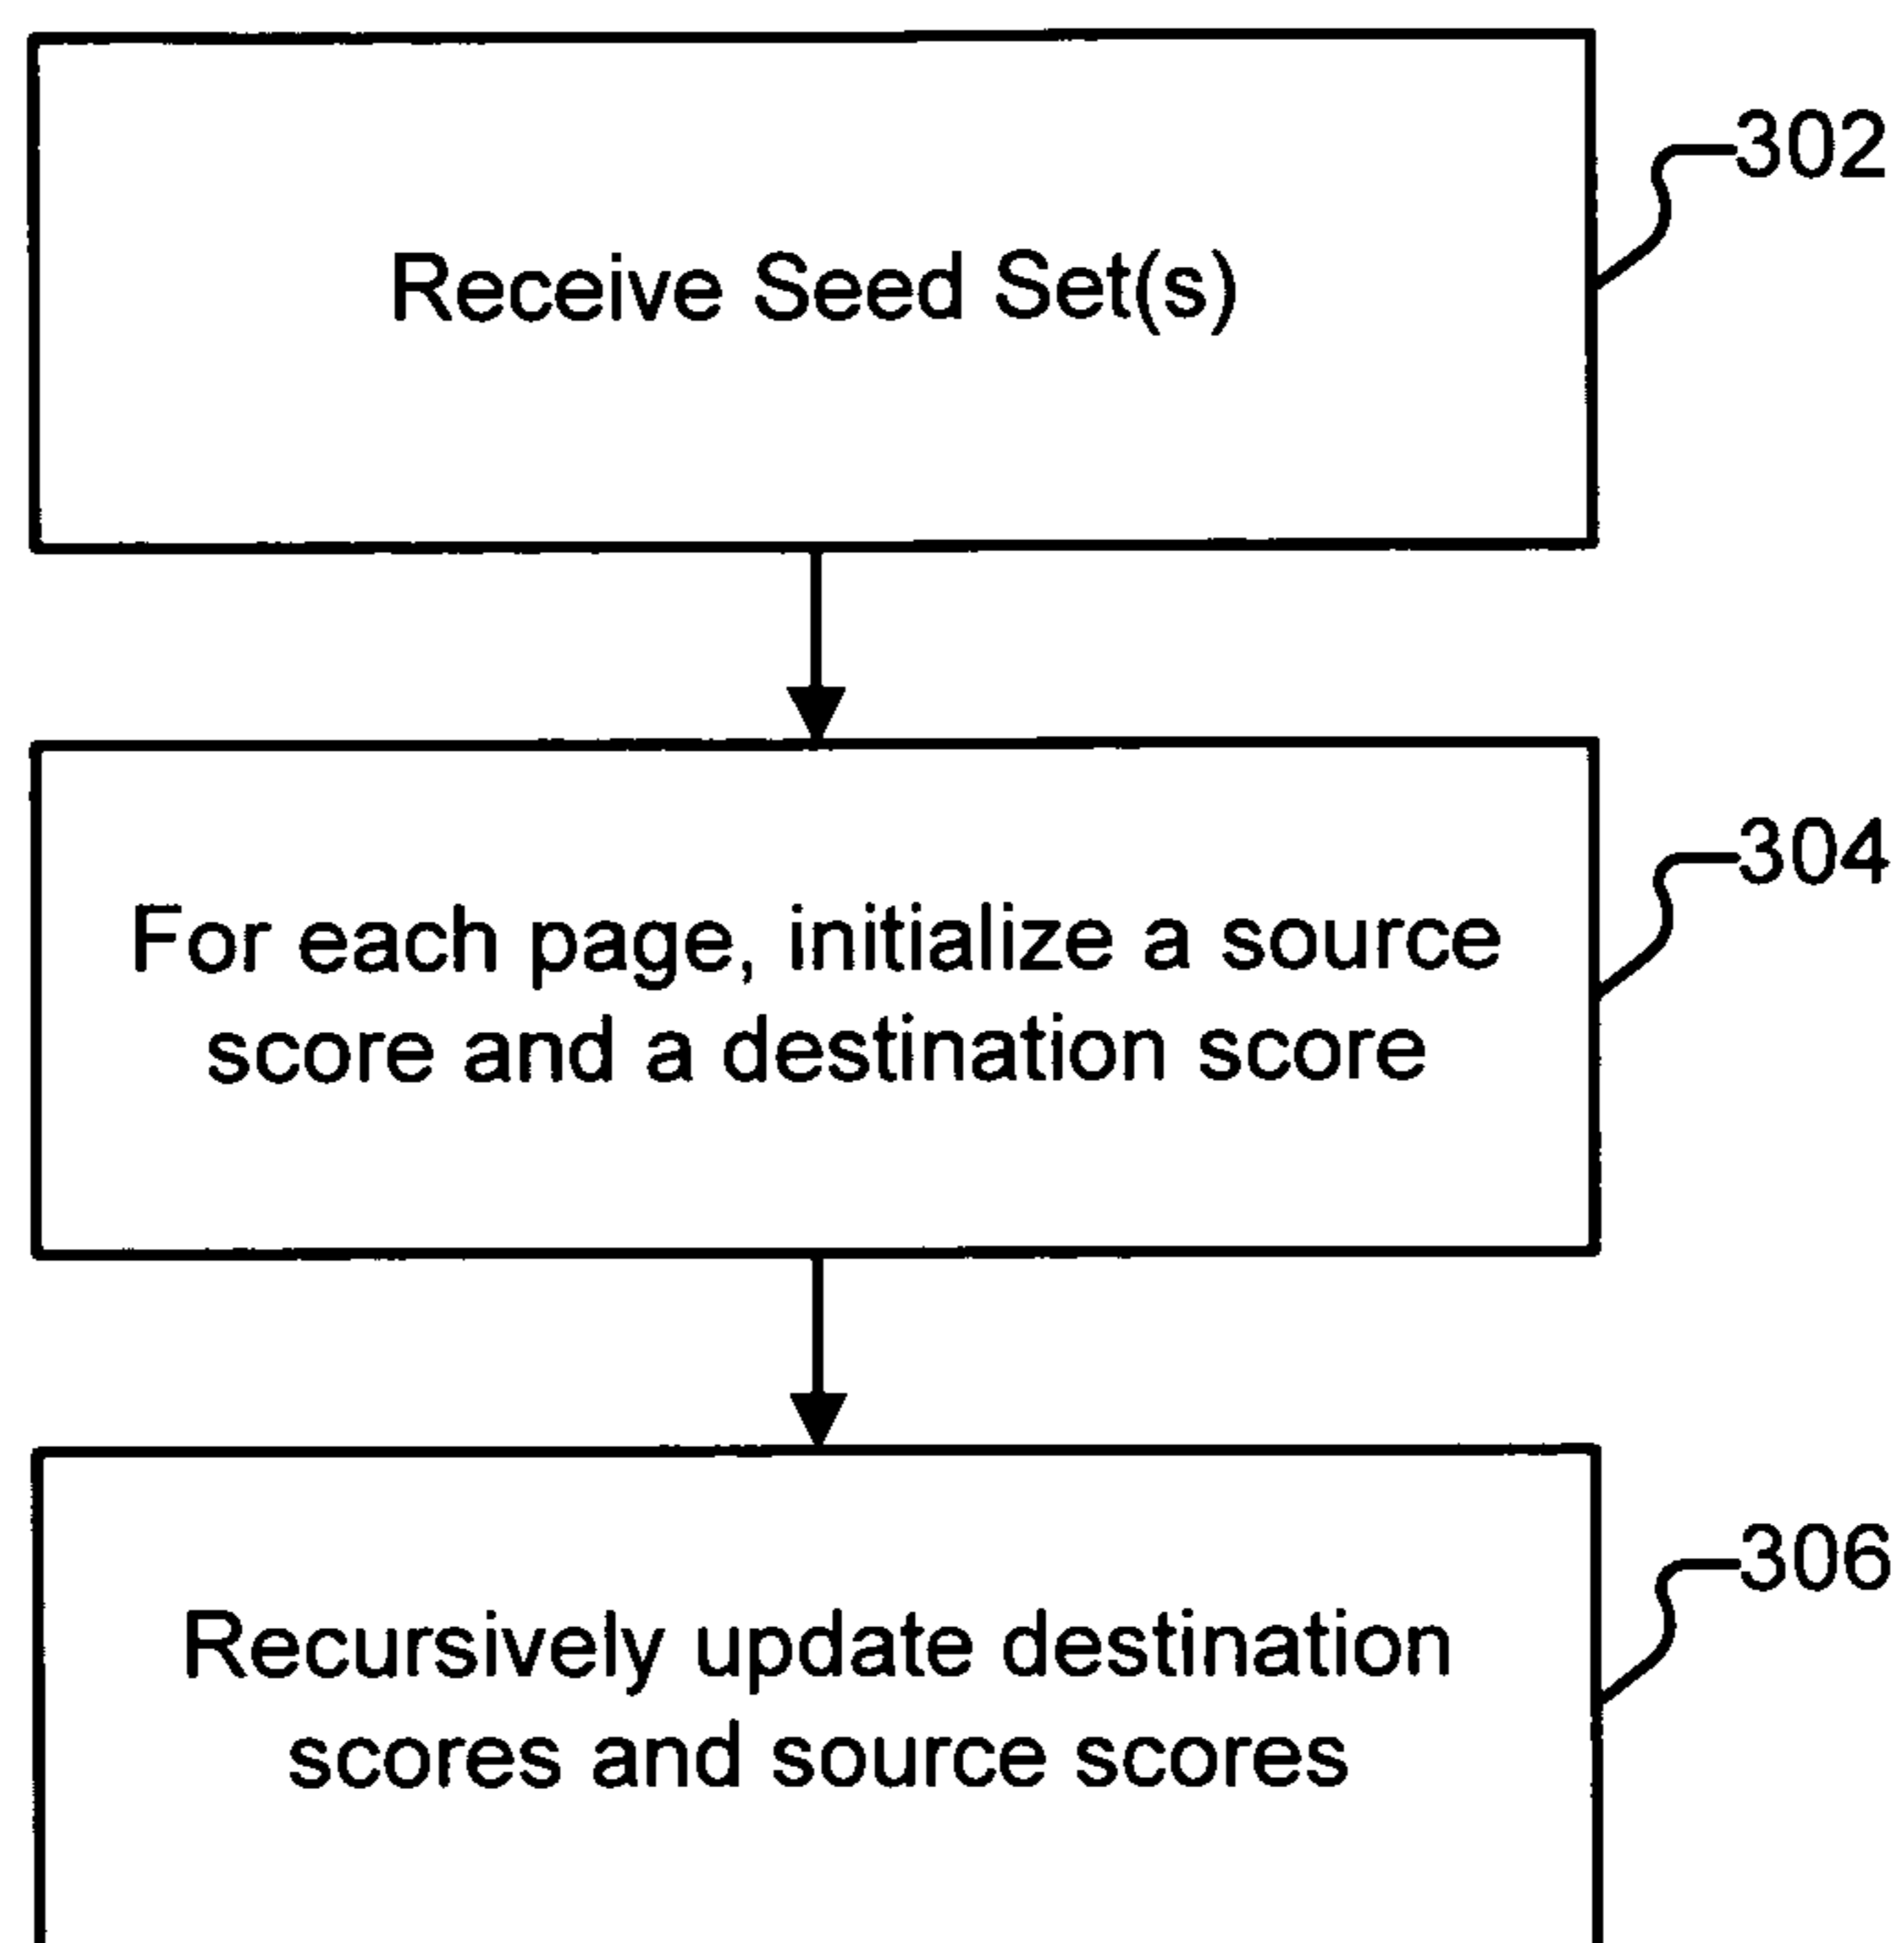 Receive Seed Set(s)
302
For each page, initialize a source
score and a destination score
304
Recursively update destination
scores and source scores
306